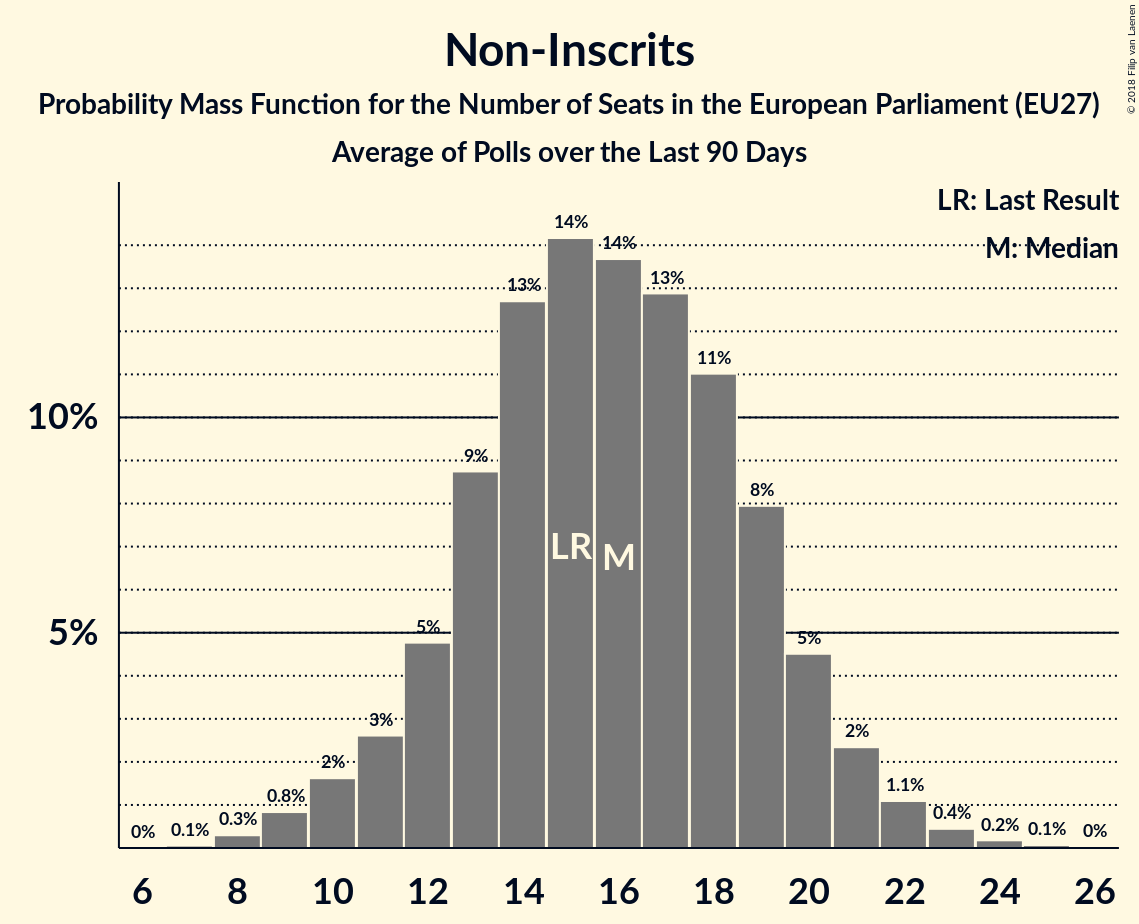 Non-Inscrits
Probability Mass Function for the Number of Seats in the European Parliament (EU27)
Average of Polls over the Last 90 Days
© 2018 Filip van Laenen
LR: Last Result
M: Median
10%
5%
0%
0.1%
0.3%
0.8%
2%
3%
5%
9%
13%
14%
14%
13%
11%
8%
5%
2%
1.1%
0.4%
0.2%
0.1%
0%
LR
M
6 8 10 12 14 16 18 20 22 24 26